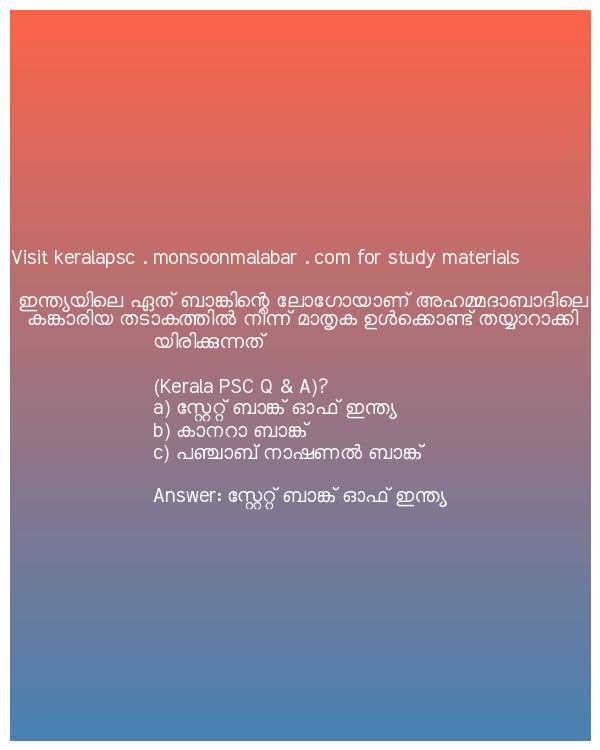 Visit keralapsc . monsoonmalabar . com for study materials
ഇന്ത്യയിലെ ഏത് ബാങ്കിന്റെ ലോഗോയാണ് അഹമ്മദാബാദിലെ
കങ്കാരിയ തടാകത്തിൽ നിന്ന് മാതൃക ഉൾക്കൊണ്ട് തയ്യാറാക്കി
യിരിക്കുന്നത്
(Kerala PSC Q & A)?
a) സ്റ്റേറ്റ് ബാങ്ക് ഓഫ് ഇന്ത്യ
b) കാനറാ ബാങ്ക്
c) പഞ്ചാബ് നാഷണൽ ബാങ്ക്
Answer: സ്റ്റേറ്റ് ബാങ്ക് ഓഫ് ഇന്ത്യ